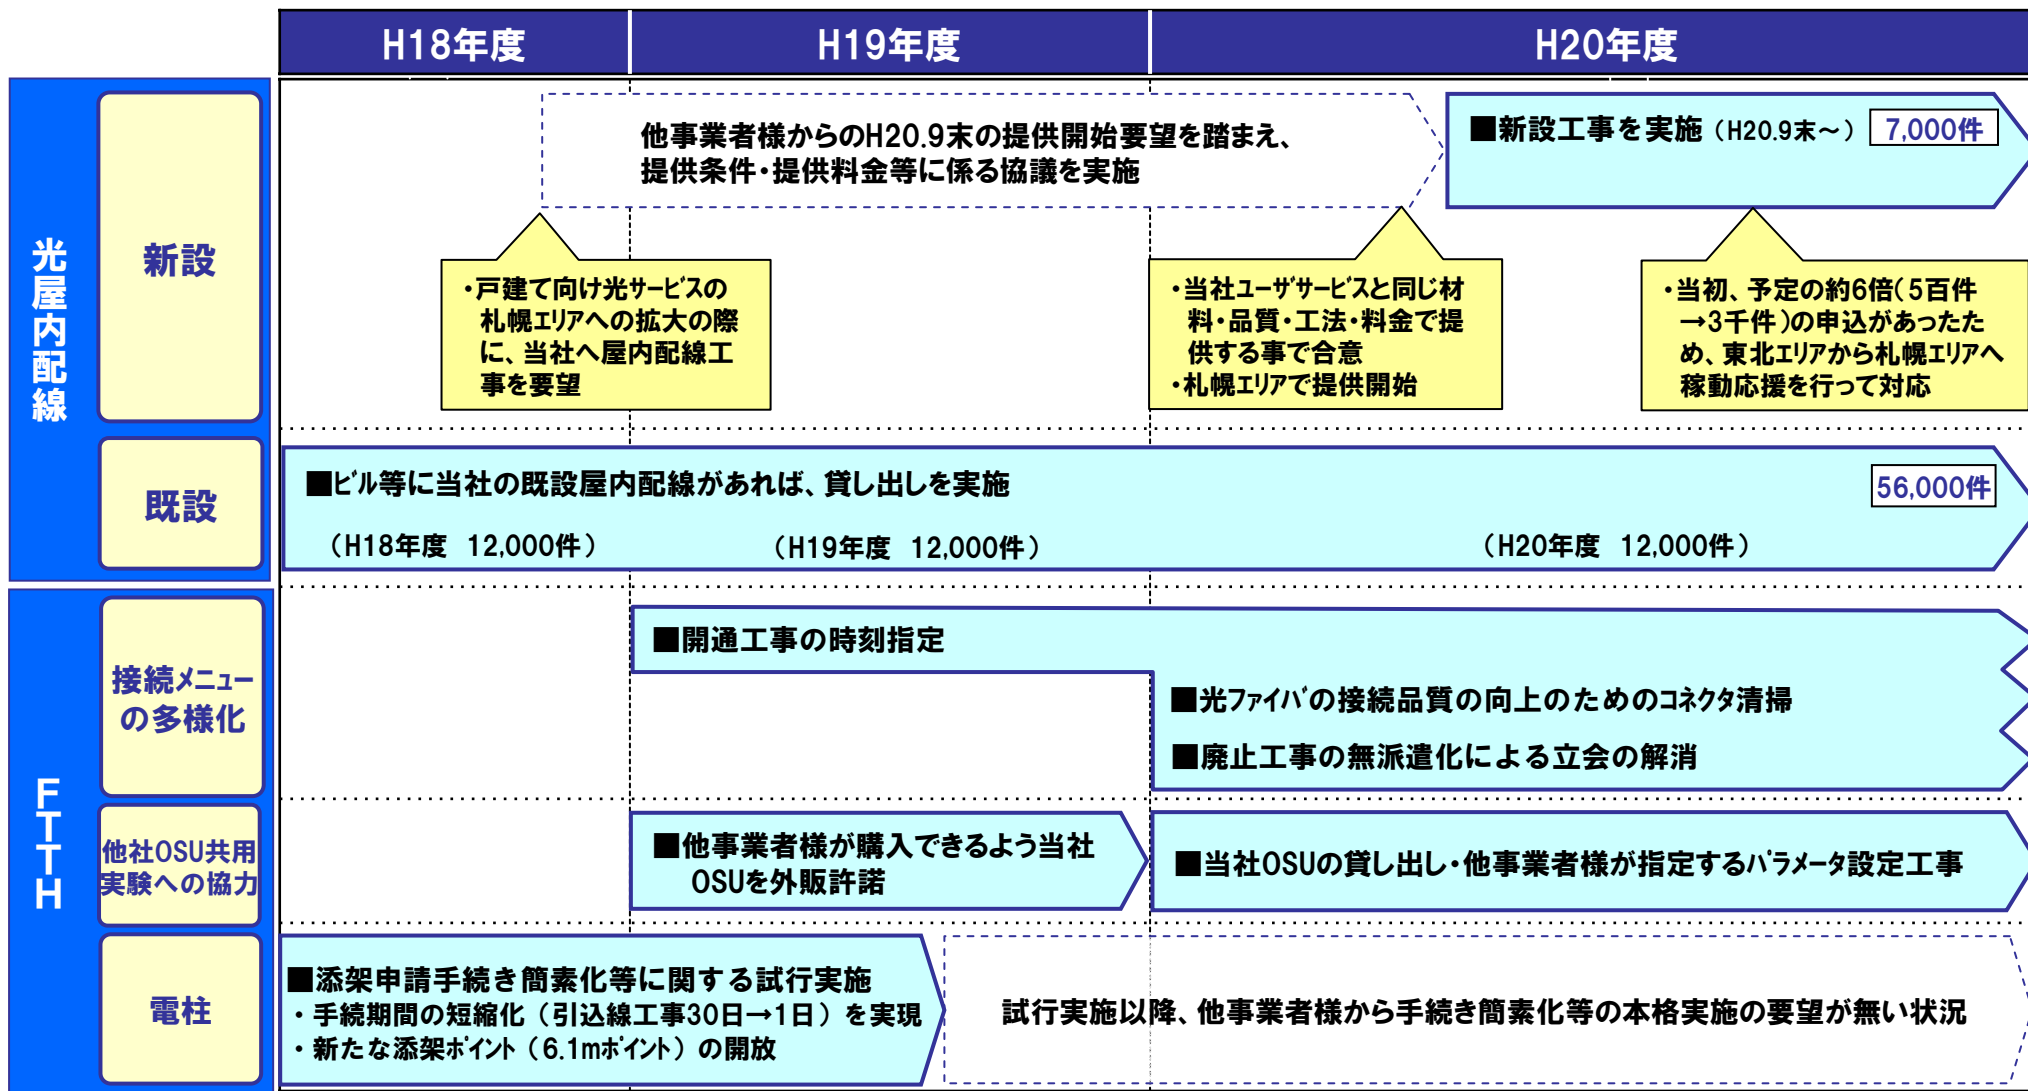 H18年度
H19年度
H20年度
光屋内配線
新設
他事業者様からのH20.9末の提供開始要望を踏まえ、
提供条件・提供料金等に係る協議を実施
■新設工事を実施（H20.9末～）
7,000件
・戸建て向け光サービスの
札幌エリアへの拡大の際
に、当社へ屋内配線工
事を要望
・当社ユーザサービスと同じ材
料・品質・工法・料金で提
供する事で合意
・札幌エリアで提供開始
・当初、予定の約6倍（5百件
→3千件）の申込があったた
め、東北エリアから札幌エリアへ
稼動応援を行って対応
既設
■ビル等に当社の既設屋内配線があれば、貸し出しを実施
56,000件
（H18年度 12,000件）
（H19年度 12,000件）
（H20年度 12,000件）
FTTH
接続メニュー
の多様化
■開通工事の時刻指定
■光ファイバの接続品質の向上のためのコネクタ清掃
■廃止工事の無派遣化による立会の解消
他社OSU共用
実験への協力
■他事業者様が購入できるよう当社
OSUを外販許諾
■当社OSUの貸し出し・他事業者様が指定するパラメータ設定工事
電柱
■添架申請手続き簡素化等に関する試行実施
・手続期間の短縮化（引込線工事30日→1日）を実現
・新たな添架ポイント（6.1mポイント）の開放
試行実施以降、他事業者様から手続き簡素化等の本格実施の要望が無い状況